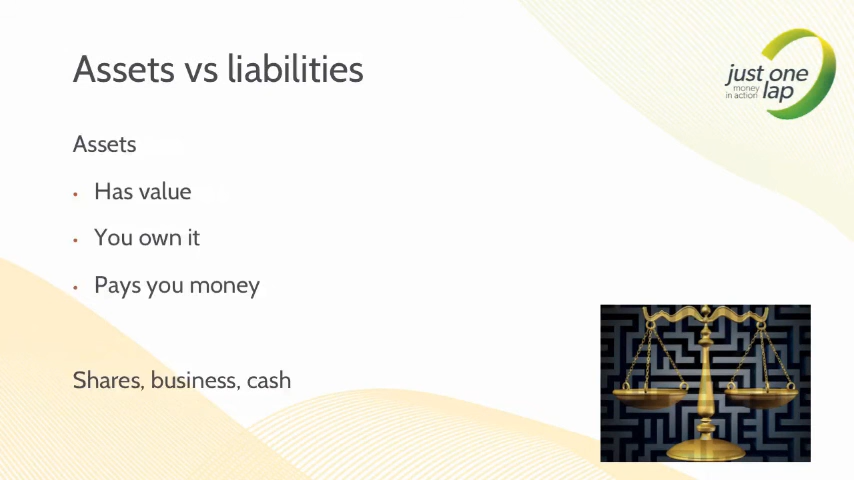 Assets vs liabilities
just one
money
in action lap
Assets
• Has value
• You own it
• Pays you money
Shares, business, cash